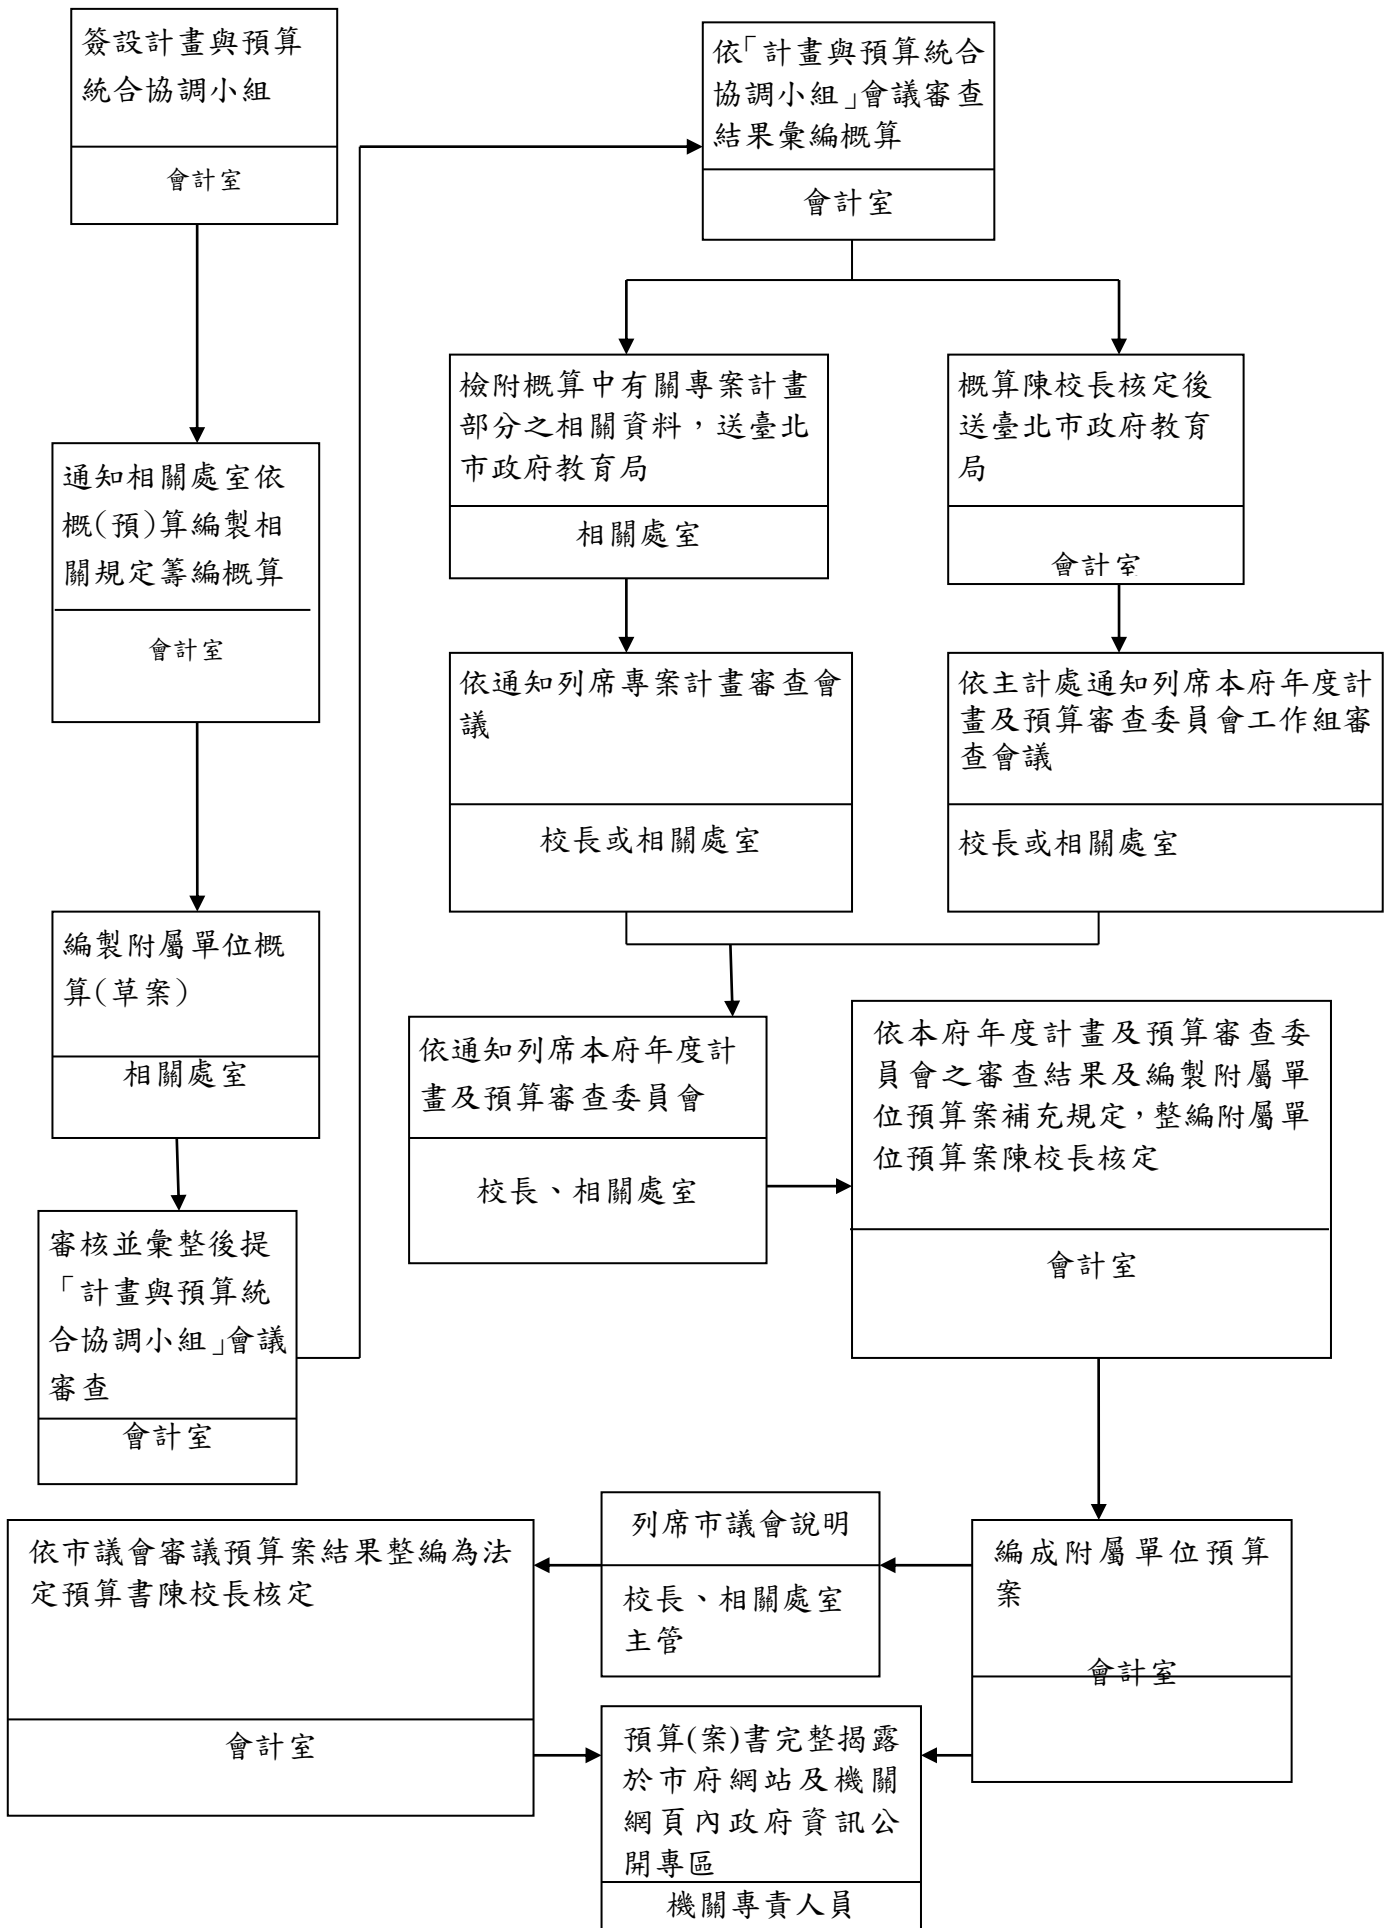 簽設計畫與預算
統合協調小組
會計室
通知相關處室依
概(預)算編製相
關規定籌編概算
會計室
編製附屬單位概
算(草案)
相關處室
審核並彙整後提
「計畫與預算統
合協調小組」會議
審查
會計室
依「計畫與預算統合
協調小組」會議審查
結果彙編概算
會計室
檢附概算中有關專案計畫
部分之相關資料，送臺北
市政府教育局
相關處室
概算陳校長核定後
送臺北市政府教育
局
會計室
依通知列席專案計畫審查會
議
校長或相關處室
依主計處通知列席本府年度計
畫及預算審查委員會工作組審
查會議
校長或相關處室
依通知列席本府年度計
畫及預算審查委員會
校長、相關處室
依本府年度計畫及預算審查委
員會之審查結果及編製附屬單
位預算案補充規定，整編附屬單
位預算案陳校長核定
會計室
編成附屬單位預算
案
會計室
列席市議會說明
校長、相關處室
主管
依市議會審議預算案結果整編為法
定預算書陳校長核定
會計室
預算(案)書完整揭露
於市府網站及機關
網頁內政府資訊公
開專區
機關專責人員